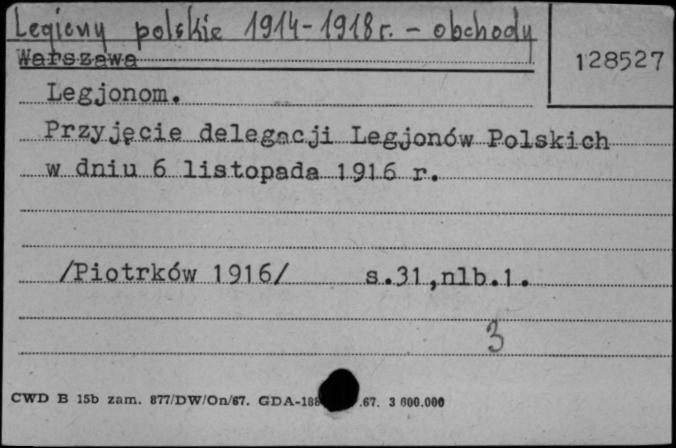 Legiony polskie 1914-1918 r. - obchody
Warszawa
128527
Legjonom.
Przyjęcie delegacji Legjonów Polskich
w dniu 6 listopada 1916 r.
/Piotrków 1916/ s.31,nlb.1.
3
CWD B 15b zam. 877/DW/On/67. GDA-188 .67. 3 600.000